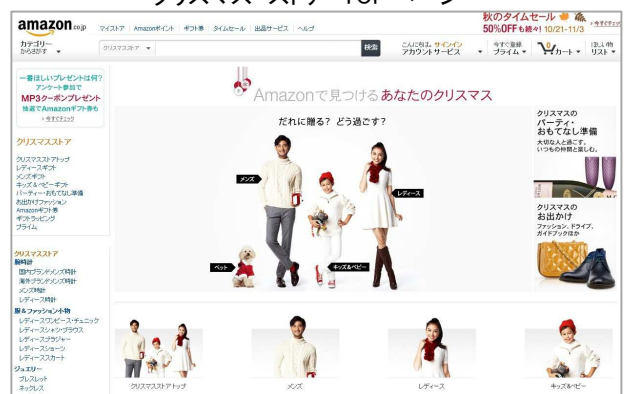 amazon.co.jp
マイストア Amazonポイント ギフト券 タイムセール 出品サービス ヘルプ
秋のタイムセール
50%OFFも続々! 10/21-11/3
カテゴリー
からさがす
クリスマスストア
検索
こんにちは。サインイン
アカウントサービス
今すぐ登録
プライム
0
カート
ほしい物
リスト
一番ほしいプレゼントは何?
アンケート参加で
MP3クーポンプレゼント
抽選でAmazonギフト券も
今すぐチェック
クリスマスストア
クリスマスストアトップ
レディースギフト
メンズギフト
キッズ&ベビーギフト
パーティー・おもてなし準備
お出かけファッション
Amazonギフト券
ギフトラッピング
プライム
クリスマスストア
腕時計
国内ブランドメンズ時計
海外ブランドメンズ時計
メンズ時計
レディース時計
服&ファッション小物
レディースワンピース・チュニック
レディースシャツ・ブラウス
レディースブラジャー
レディースショーツ
レディーススカート
ジュエリー
ブレスレット
ネックレス
Amazonで見つけるあなたのクリスマス
だれに贈る? どう過ごす?
メンズ
レディース
ペット
キッズ&ベビー
クリスマスの
パーティ・
おもてなし準備
大切な人と過ごす。
いつもの仲間と楽しむ。
クリスマスの
お出かけ
ファッション、ドライブ、
ガイドブックほか
クリスマスストアトップ
メンズ
レディース
キッズ&ベビー